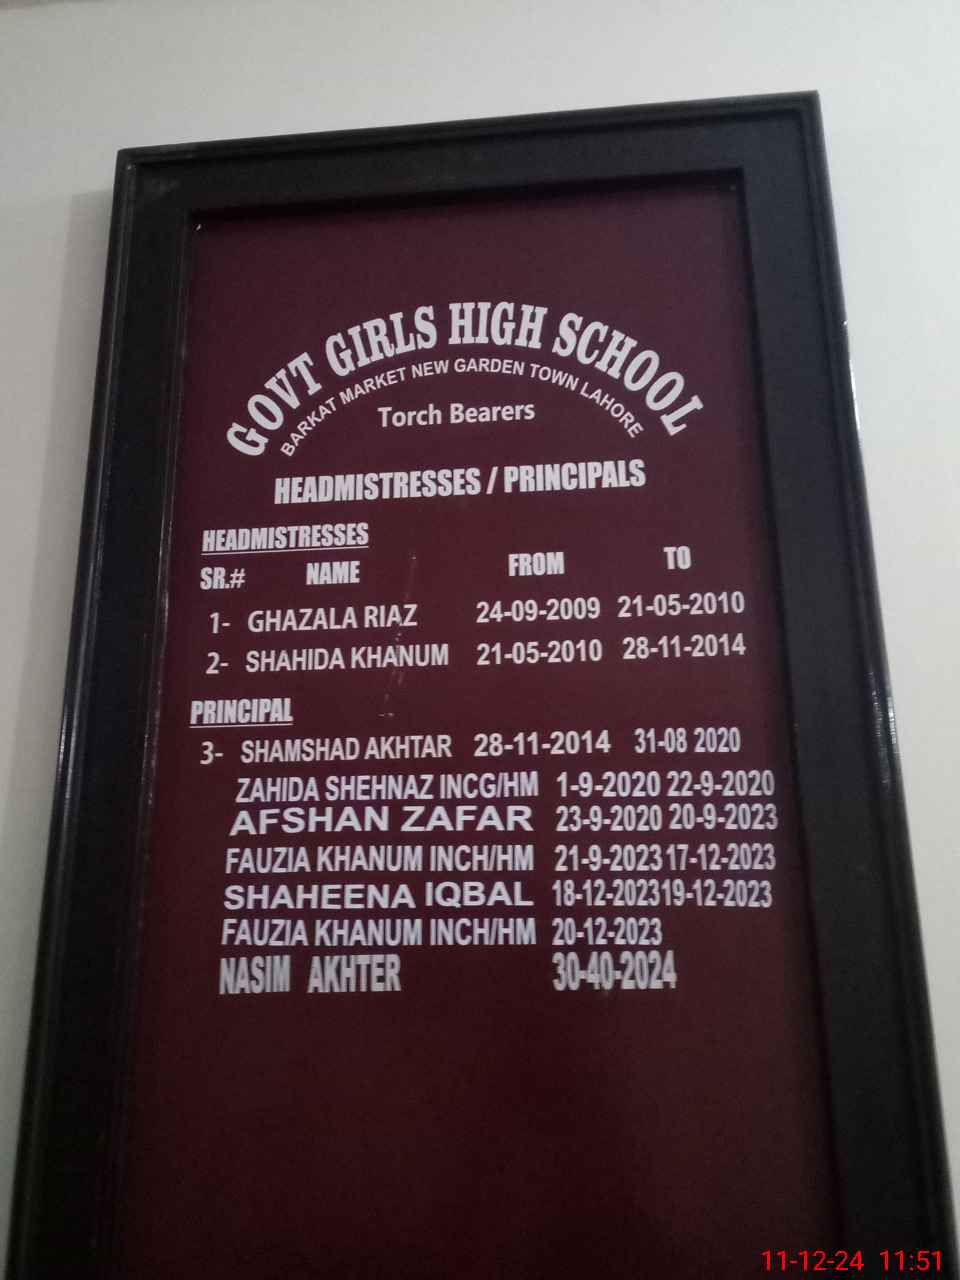 GOVT GIRLS HIGH SCHOOL
BARKAT MARKET NEW GARDEN TOWN LAHORE
Torch Bearers
HEADMISTRESSES / PRINCIPALS
HEADMISTRESSES
SR.# NAME FROM TO
1- GHAZALA RIAZ 24-09-2009 21-05-2010
2- SHAHIDA KHANUM 21-05-2010 28-11-2014
PRINCIPAL
3- SHAMSHAD AKHTAR 28-11-2014 31-08 2020
ZAHIDA SHEHNAZ INCG/HM 1-9-2020 22-9-2020
AFSHAN ZAFAR 23-9-2020 20-9-2023
FAUZIA KHANUM INCH/HM 21-9-2023 17-12-2023
SHAHEENA IQBAL 18-12-2023 19-12-2023
FAUZIA KHANUM INCH/HM 20-12-2023
NASIM AKHTER 30-40-2024
11-12-24 11:51